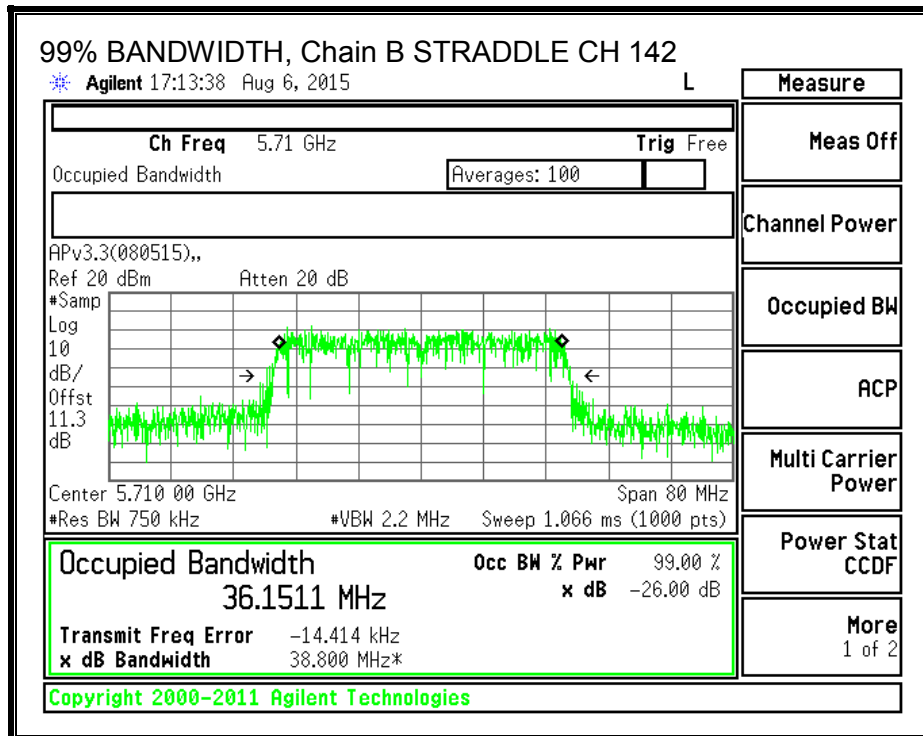 99% BANDWIDTH, Chain B STRADDLE CH 142
Agilent 17:13:38 Aug 6, 2015 L
Ch Freq 5.71 GHz Trig Free
Occupied Bandwidth Averages: 100
APv3.3(080515),,
Ref 20 dBm Atten 20 dB
#Samp
Log
10
dB/
Offst
11.3
dB
Center 5.710 00 GHz Span 80 MHz
#Res BW 750 kHz #VBW 2.2 MHz Sweep 1.066 ms (1000 pts)
Occupied Bandwidth Occ BW % Pwr 99.00 %
36.1511 MHz x dB -26.00 dB
Transmit Freq Error -14.414 kHz
x dB Bandwidth 38.800 MHz*
Copyright 2000-2011 Agilent Technologies
Measure
Meas Off
Channel Power
Occupied BW
ACP
Multi Carrier
Power
Power Stat
CCDF
More
1 of 2